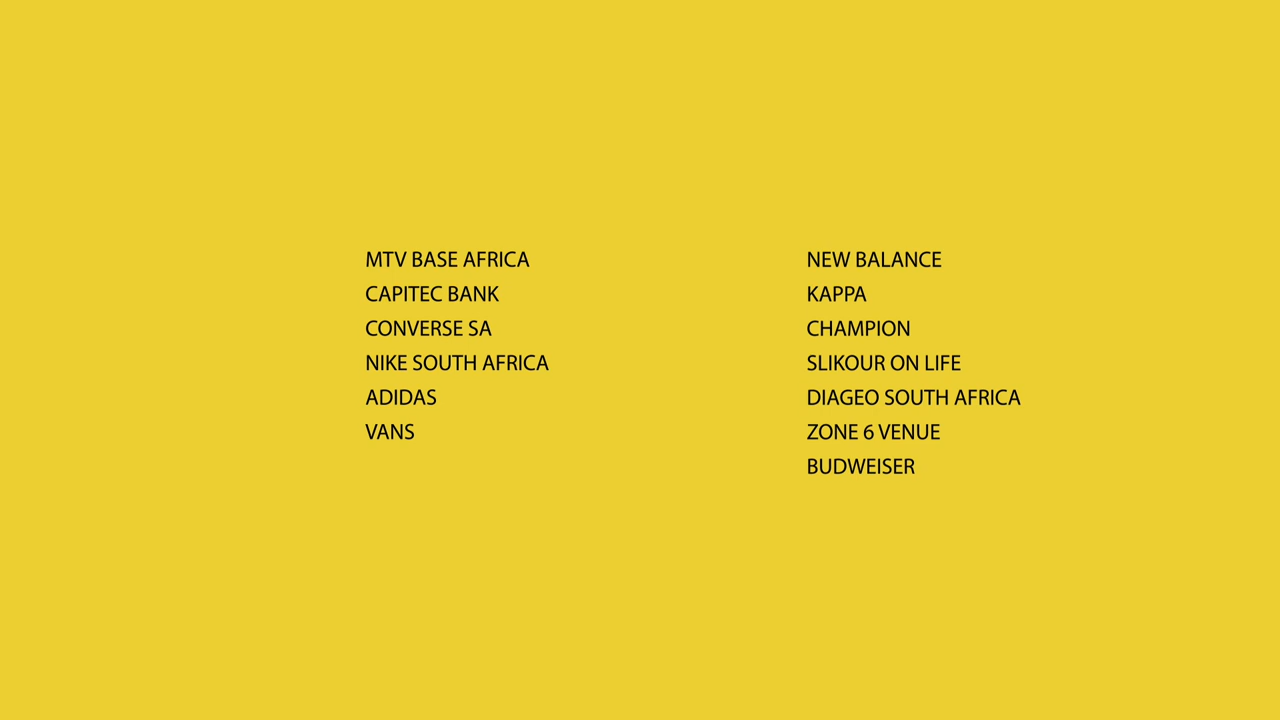 MTV BASE AFRICA
CAPITEC BANK
CONVERSE SA
NIKE SOUTH AFRICA
ADIDAS
VANS
NEW BALANCE
KAPPA
CHAMPION
SLIKOUR ON LIFE
DIAGEO SOUTH AFRICA
ZONE 6 VENUE
BUDWEISER